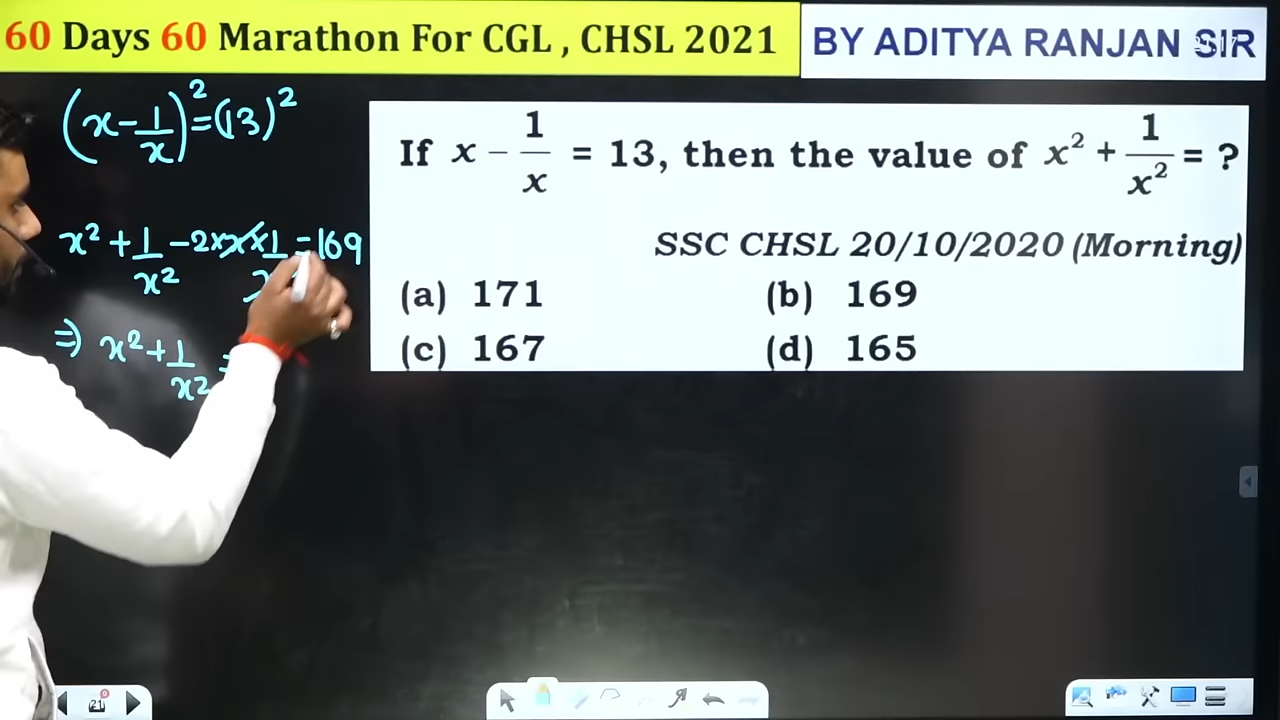 60 Days 60 Marathon For CGL , CHSL 2021
BY ADITYA RANJAN SIR
(x - 1/x)² = (13)²
x² + 1/x² - 2 × x × 1/x = 169
⇒ x² + 1/x² =
If x - 1/x = 13, then the value of x² + 1/x² = ?
SSC CHSL 20/10/2020 (Morning)
(a) 171 (b) 169
(c) 167 (d) 165
21